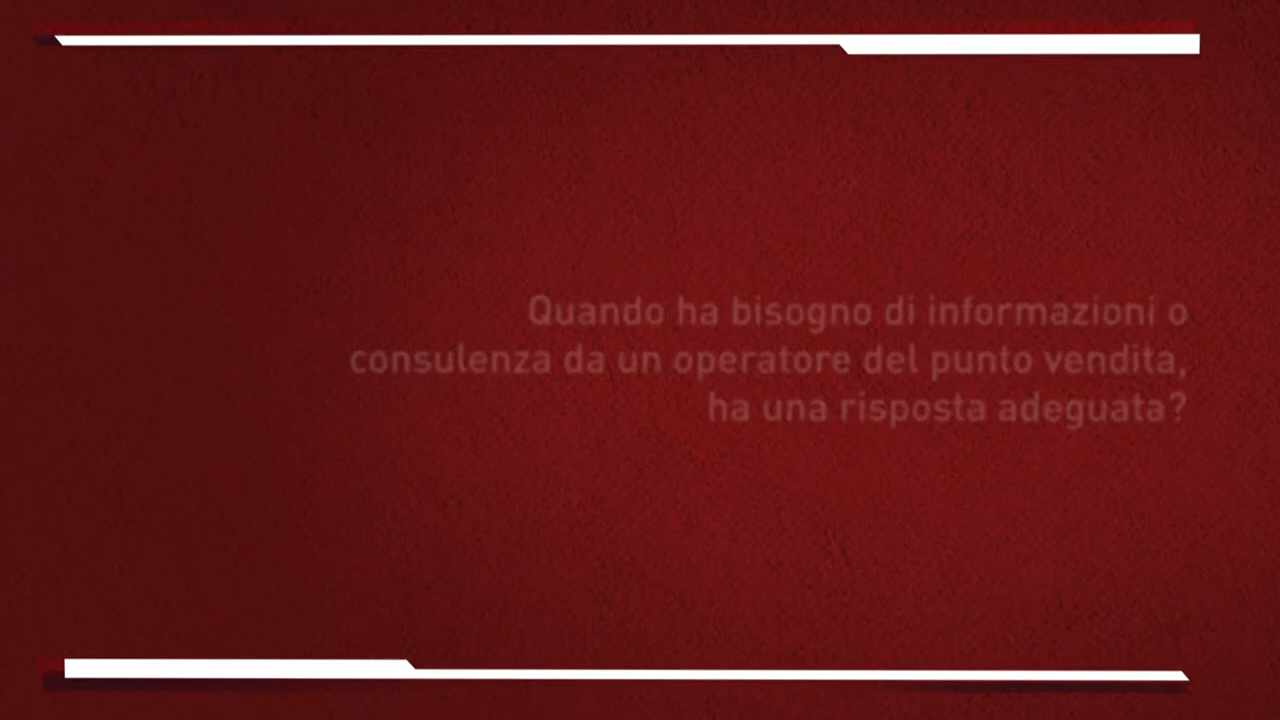 Quando ha bisogno di informazioni o
consulenza da un operatore del punto vendita,
ha una risposta adeguata?